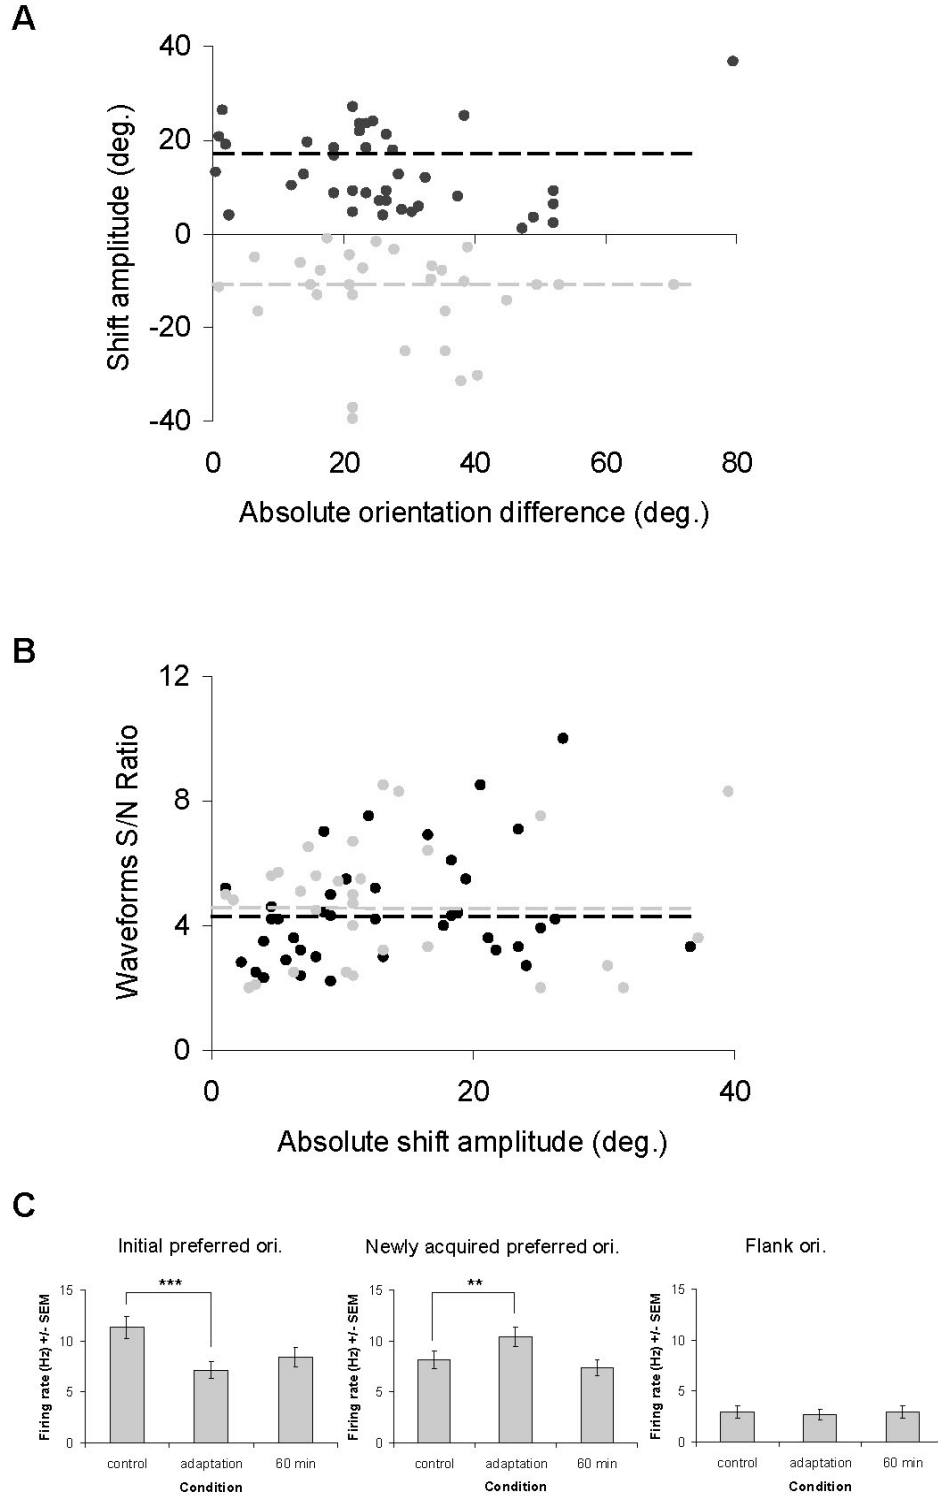 A
40
20
0
-20
-40
Shift amplitude (deg.)
0 20 40 60 80
Absolute orientation difference (deg.)
B
12
8
4
0
Waveforms S/N Ratio
0 20 40
Absolute shift amplitude (deg.)
C
Initial preferred ori.
***
15
10
5
0
Firing rate (Hz) +/- SEM
control adaptation 60 min
Condition
Newly acquired preferred ori.
**
15
10
5
0
Firing rate (Hz) +/- SEM
control adaptation 60 min
Condition
Flank ori.
15
10
5
0
Firing rate (Hz) +/- SEM
control adaptation 60 min
Condition